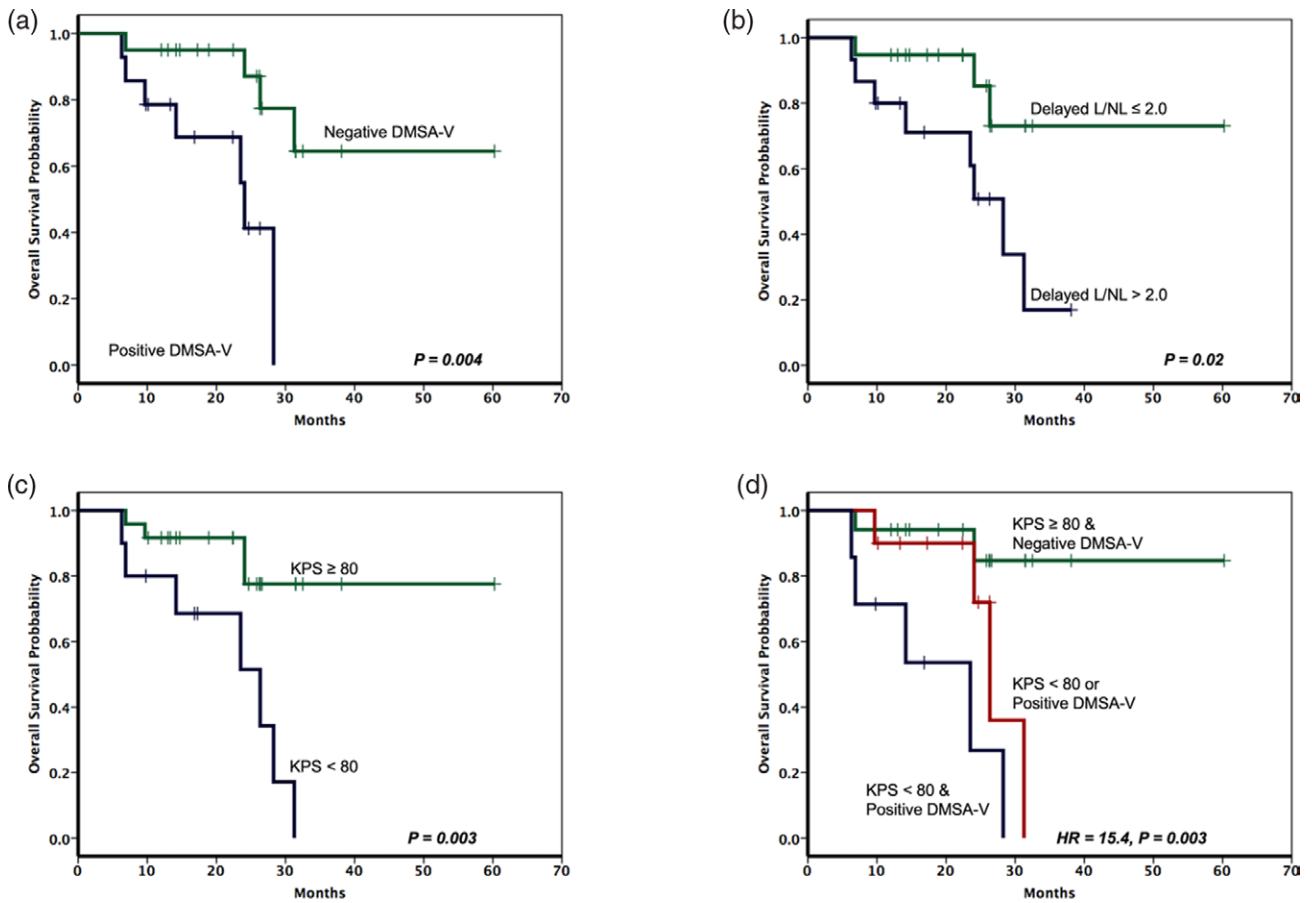 (a)
Overall Survival Probbability
1.0
0.8
0.6
0.4
0.2
0.0
Negative DMSA-V
Positive DMSA-V
P = 0.004
0 10 20 30 40 50 60 70
Months
(b)
Overall Survival Probbability
1.0
0.8
0.6
0.4
0.2
0.0
Delayed L/NL ≤ 2.0
Delayed L/NL > 2.0
P = 0.02
0 10 20 30 40 50 60 70
Months
(c)
Overall Survival Probbability
1.0
0.8
0.6
0.4
0.2
0.0
KPS ≥ 80
KPS < 80
P = 0.003
0 10 20 30 40 50 60 70
Months
(d)
Overall Survival Probbability
1.0
0.8
0.6
0.4
0.2
0.0
KPS ≥ 80 &
Negative DMSA-V
KPS < 80 or
Positive DMSA-V
KPS < 80 &
Positive DMSA-V
HR = 15.4, P = 0.003
0 10 20 30 40 50 60 70
Months